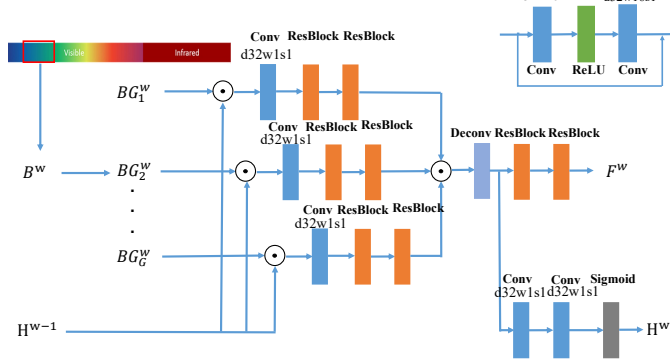 Visible
Infrared
Conv ResBlock ResBlock
d32w1s1
Conv ReLU Conv
BG₁ʷ
Conv ResBlock ResBlock
d32w1s1
Deconv ResBlock ResBlock
Bʷ
BG₂ʷ
Fʷ
.
.
.
Conv ResBlock ResBlock
d32w1s1
BG_Gʷ
Conv Conv Sigmoid
d32w1s1 d32w1s1
Hʷ⁻¹
Hʷ